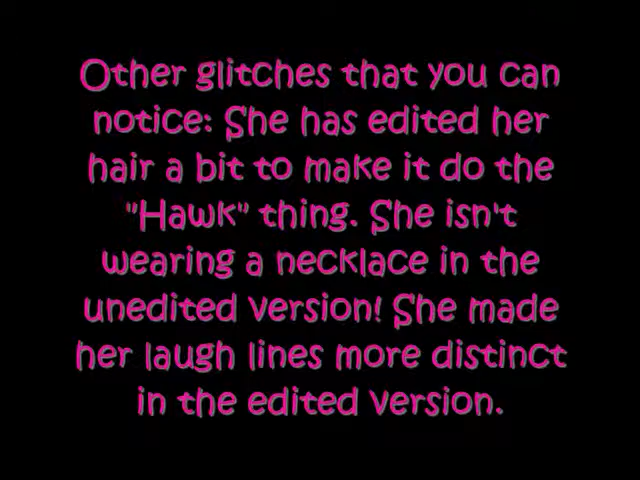 Other glitches that you can
notice: She has edited her
hair a bit to make it do the
"Hawk" thing. She isn't
wearing a necklace in the
unedited version! She made
her laugh lines more distinct
in the edited version.